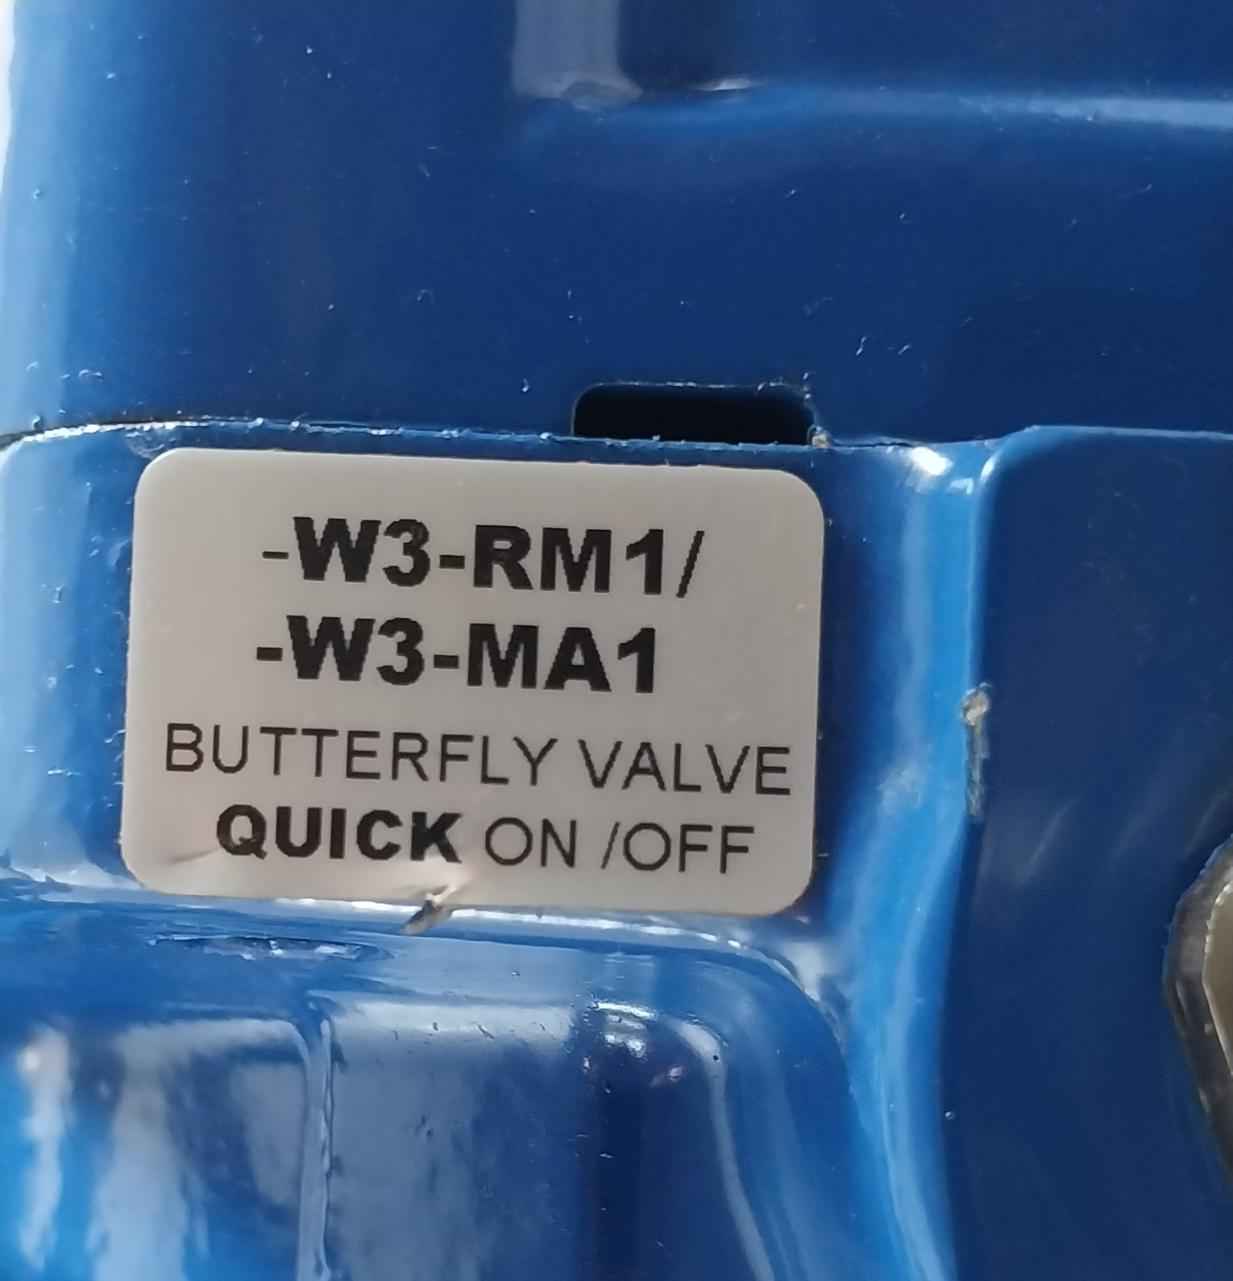 -W3-RM1/
-W3-MA1
BUTTERFLY VALVE
QUICK ON /OFF